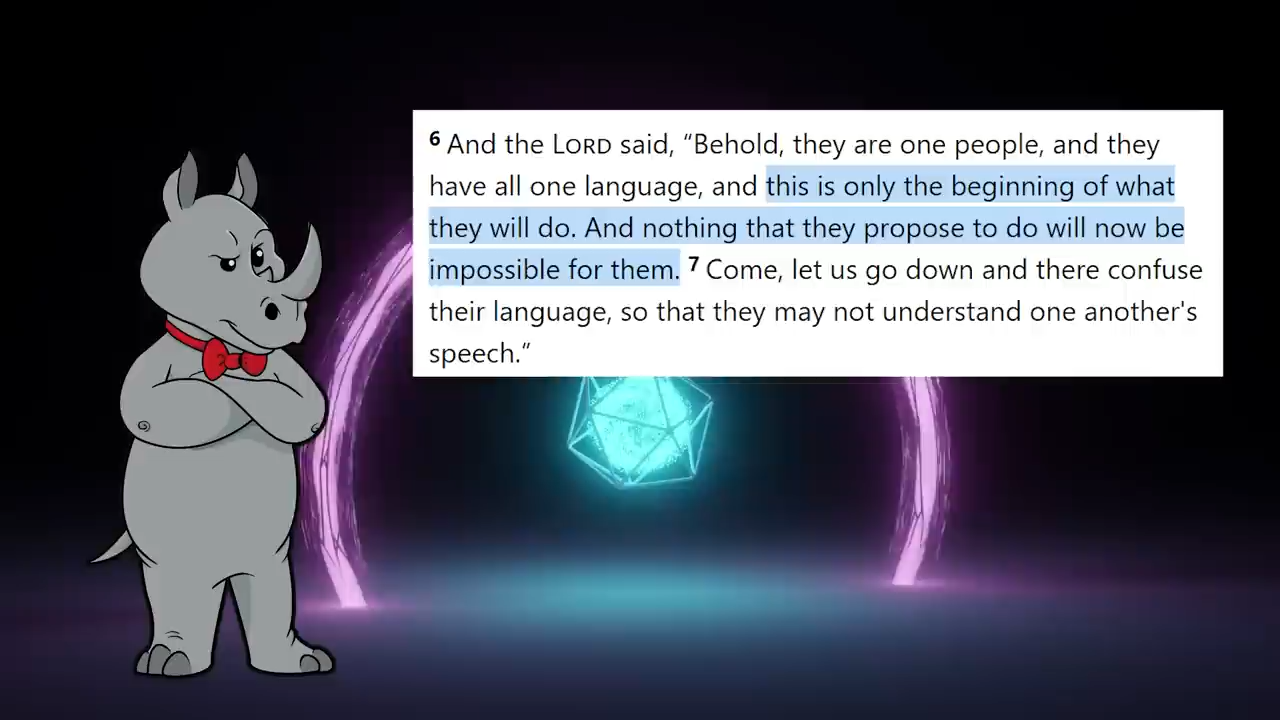 6 And the LORD said, “Behold, they are one people, and they
have all one language, and this is only the beginning of what
they will do. And nothing that they propose to do will now be
impossible for them. 7 Come, let us go down and there confuse
their language, so that they may not understand one another's
speech.”